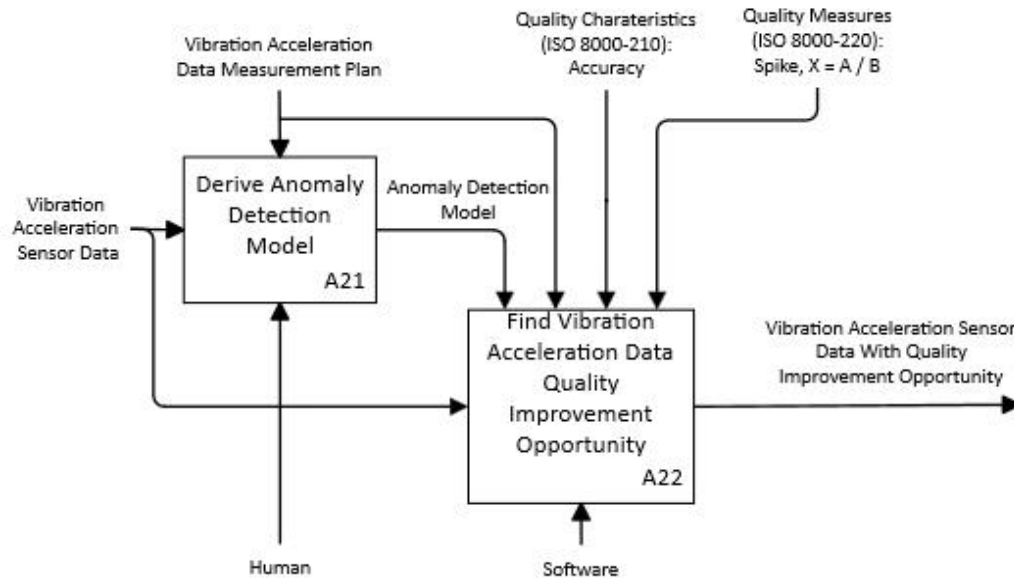 Vibration Acceleration
Data Measurement Plan
Quality Charateristics
(ISO 8000-210):
Accuracy
Quality Measures
(ISO 8000-220):
Spike, X = A / B
Vibration
Acceleration
Sensor Data
Derive Anomaly
Detection
Model
A21
Anomaly Detection
Model
Find Vibration
Acceleration Data
Quality
Improvement
Opportunity
A22
Vibration Acceleration Sensor
Data With Quality
Improvement Opportunity
Human
Software